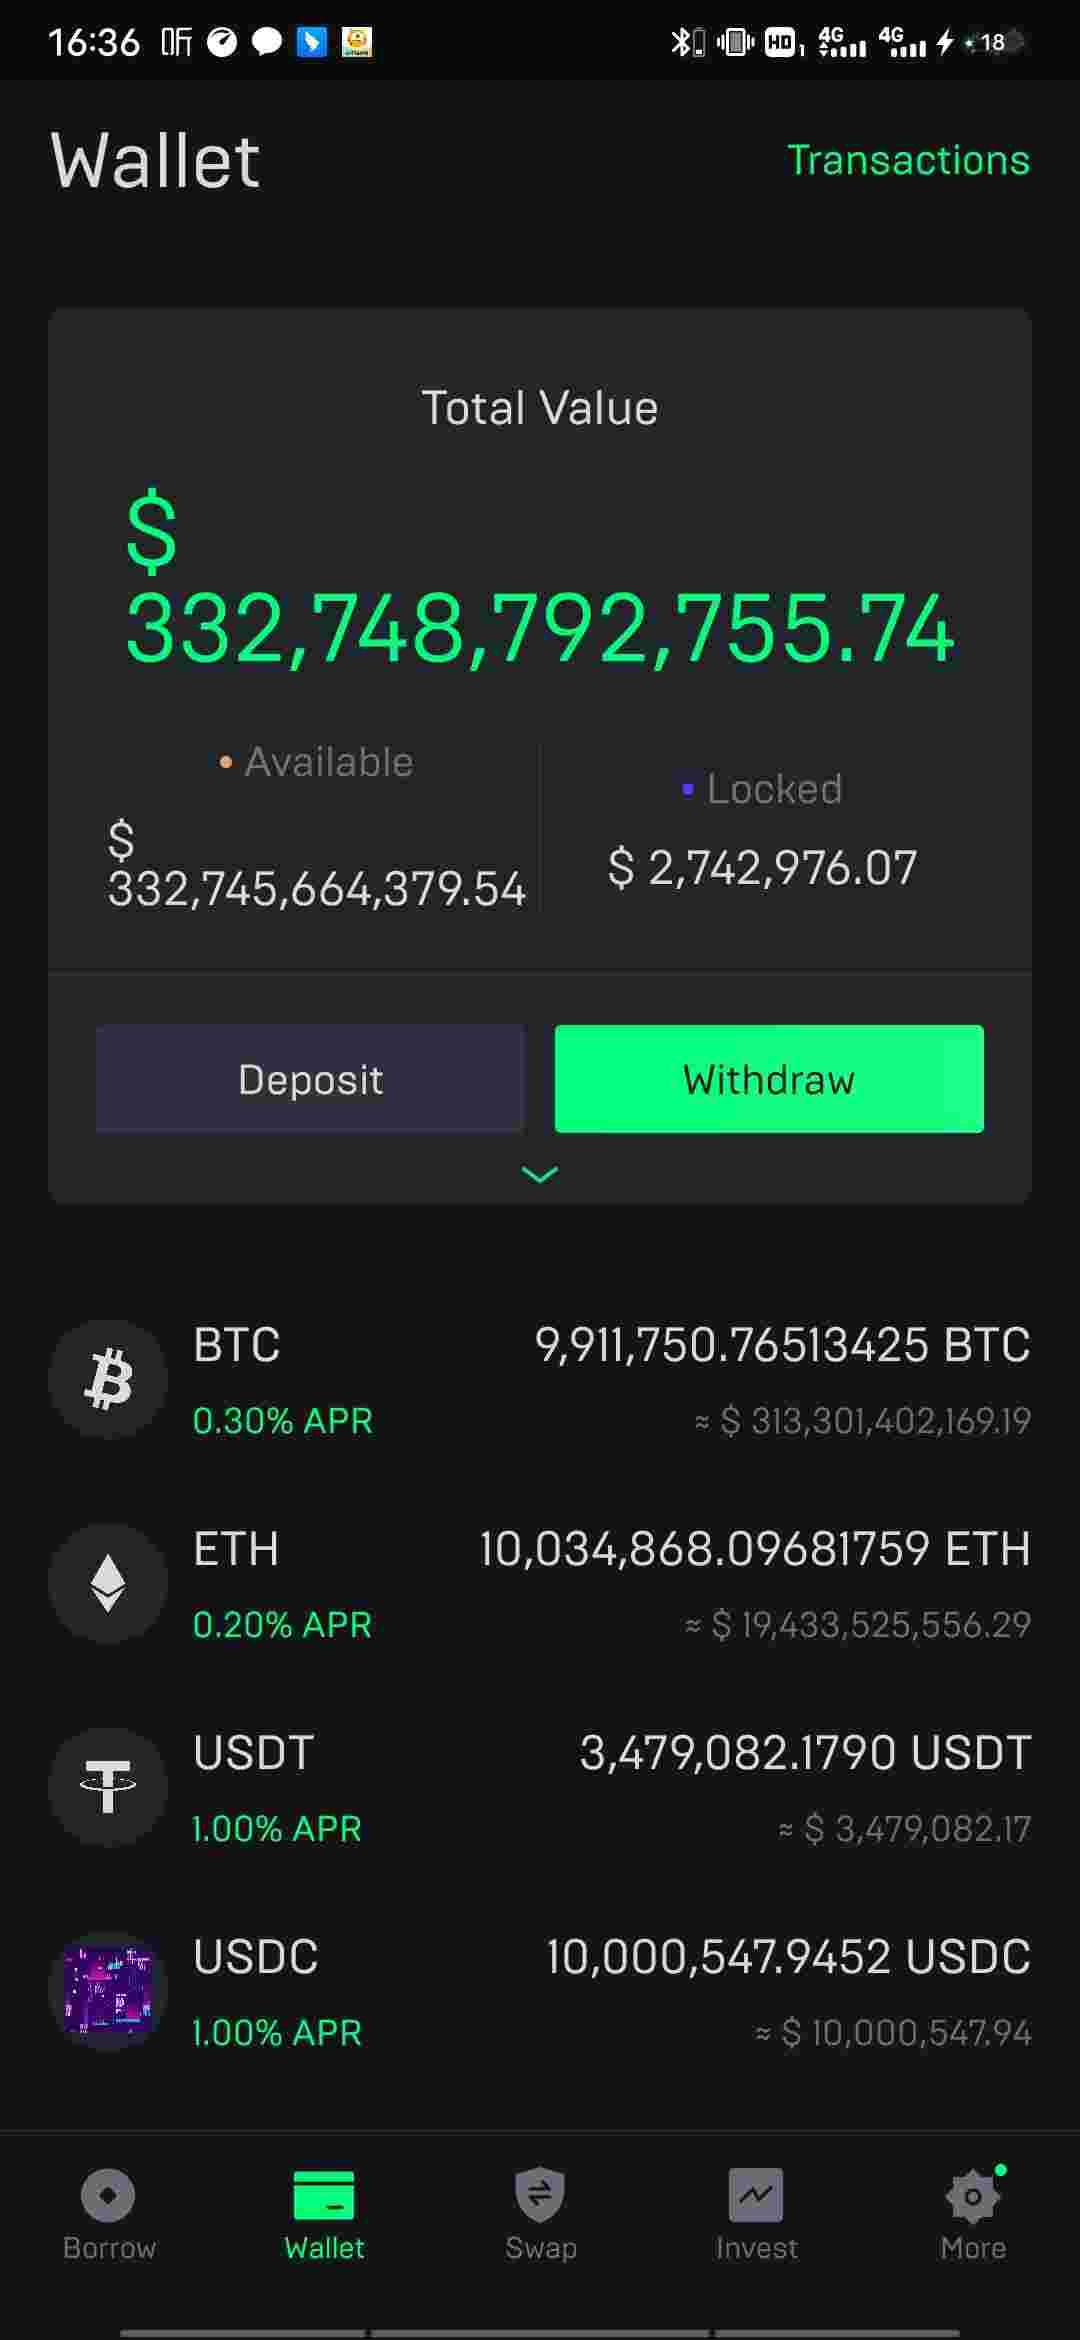 16:36 听 HD 1 4G 4G 18
Wallet
Transactions
Total Value
$
332,748,792,755.74
Available
$
332,745,664,379.54
Locked
$ 2,742,976.07
Deposit
Withdraw
BTC 9,911,750.76513425 BTC
0.30% APR ≈ $ 313,301,402,169.19
ETH 10,034,868.09681759 ETH
0.20% APR ≈ $ 19,433,525,556.29
USDT 3,479,082.1790 USDT
1.00% APR ≈ $ 3,479,082.17
USDC 10,000,547.9452 USDC
1.00% APR ≈ $ 10,000,547.94
Borrow
Wallet
Swap
Invest
More